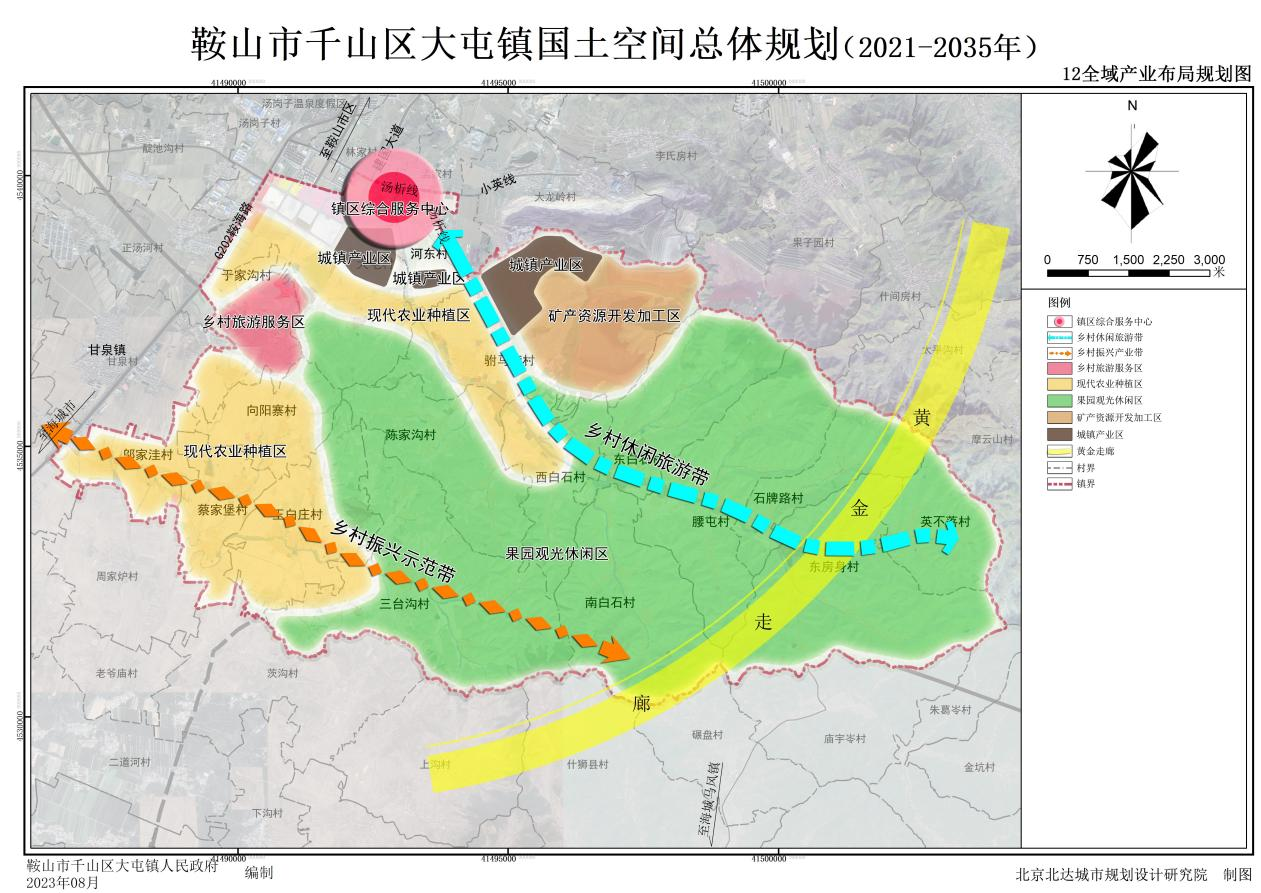 鞍山市千山区大屯镇国土空间总体规划(2021-2035年)
12全域产业布局规划图
41490000
41495000
41500000
汤岗子温泉度假区
汤岗子村
至鞍山市区
靛池沟村
林家村
李氏房村
4540000
汤析线
小英线
大龙岭村
镇区综合服务中心
G202鞍海路
正汤河村
果子园村
城镇产业区
河东村
城镇产业区
城镇产业区
于家沟村
什间房村
乡村旅游服务区
现代农业种植区
矿产资源开发加工区
甘泉镇
甘泉村
太平沟村
向阳寨村
黄
至海城市
陈家沟村
乡村休闲旅游带
摩云山村
4535000
邬家洼村
现代农业种植区
西白石村
石牌路村
金
蔡家堡村
王白庄村
腰屯村
英不落村
乡村振兴示范带
果园观光休闲区
东房身村
周家炉村
三台沟村
南白石村
走
老爷庙村
茨沟村
廊
朱葛岑村
4530000
碾盘村
庙宇岑村
二道河村
上沟村
什狮县村
金坑村
至海城马风镇
下沟村
41490000
41495000
41500000
N
0 750 1,500 2,250 3,000
米
图例
镇区综合服务中心
乡村休闲旅游带
乡村振兴产业带
乡村旅游服务区
现代农业种植区
果园观光休闲区
矿产资源开发加工区
城镇产业区
黄金走廊
村界
镇界
鞍山市千山区大屯镇人民政府
2023年08月
编制
北京北达城市规划设计研究院 制图